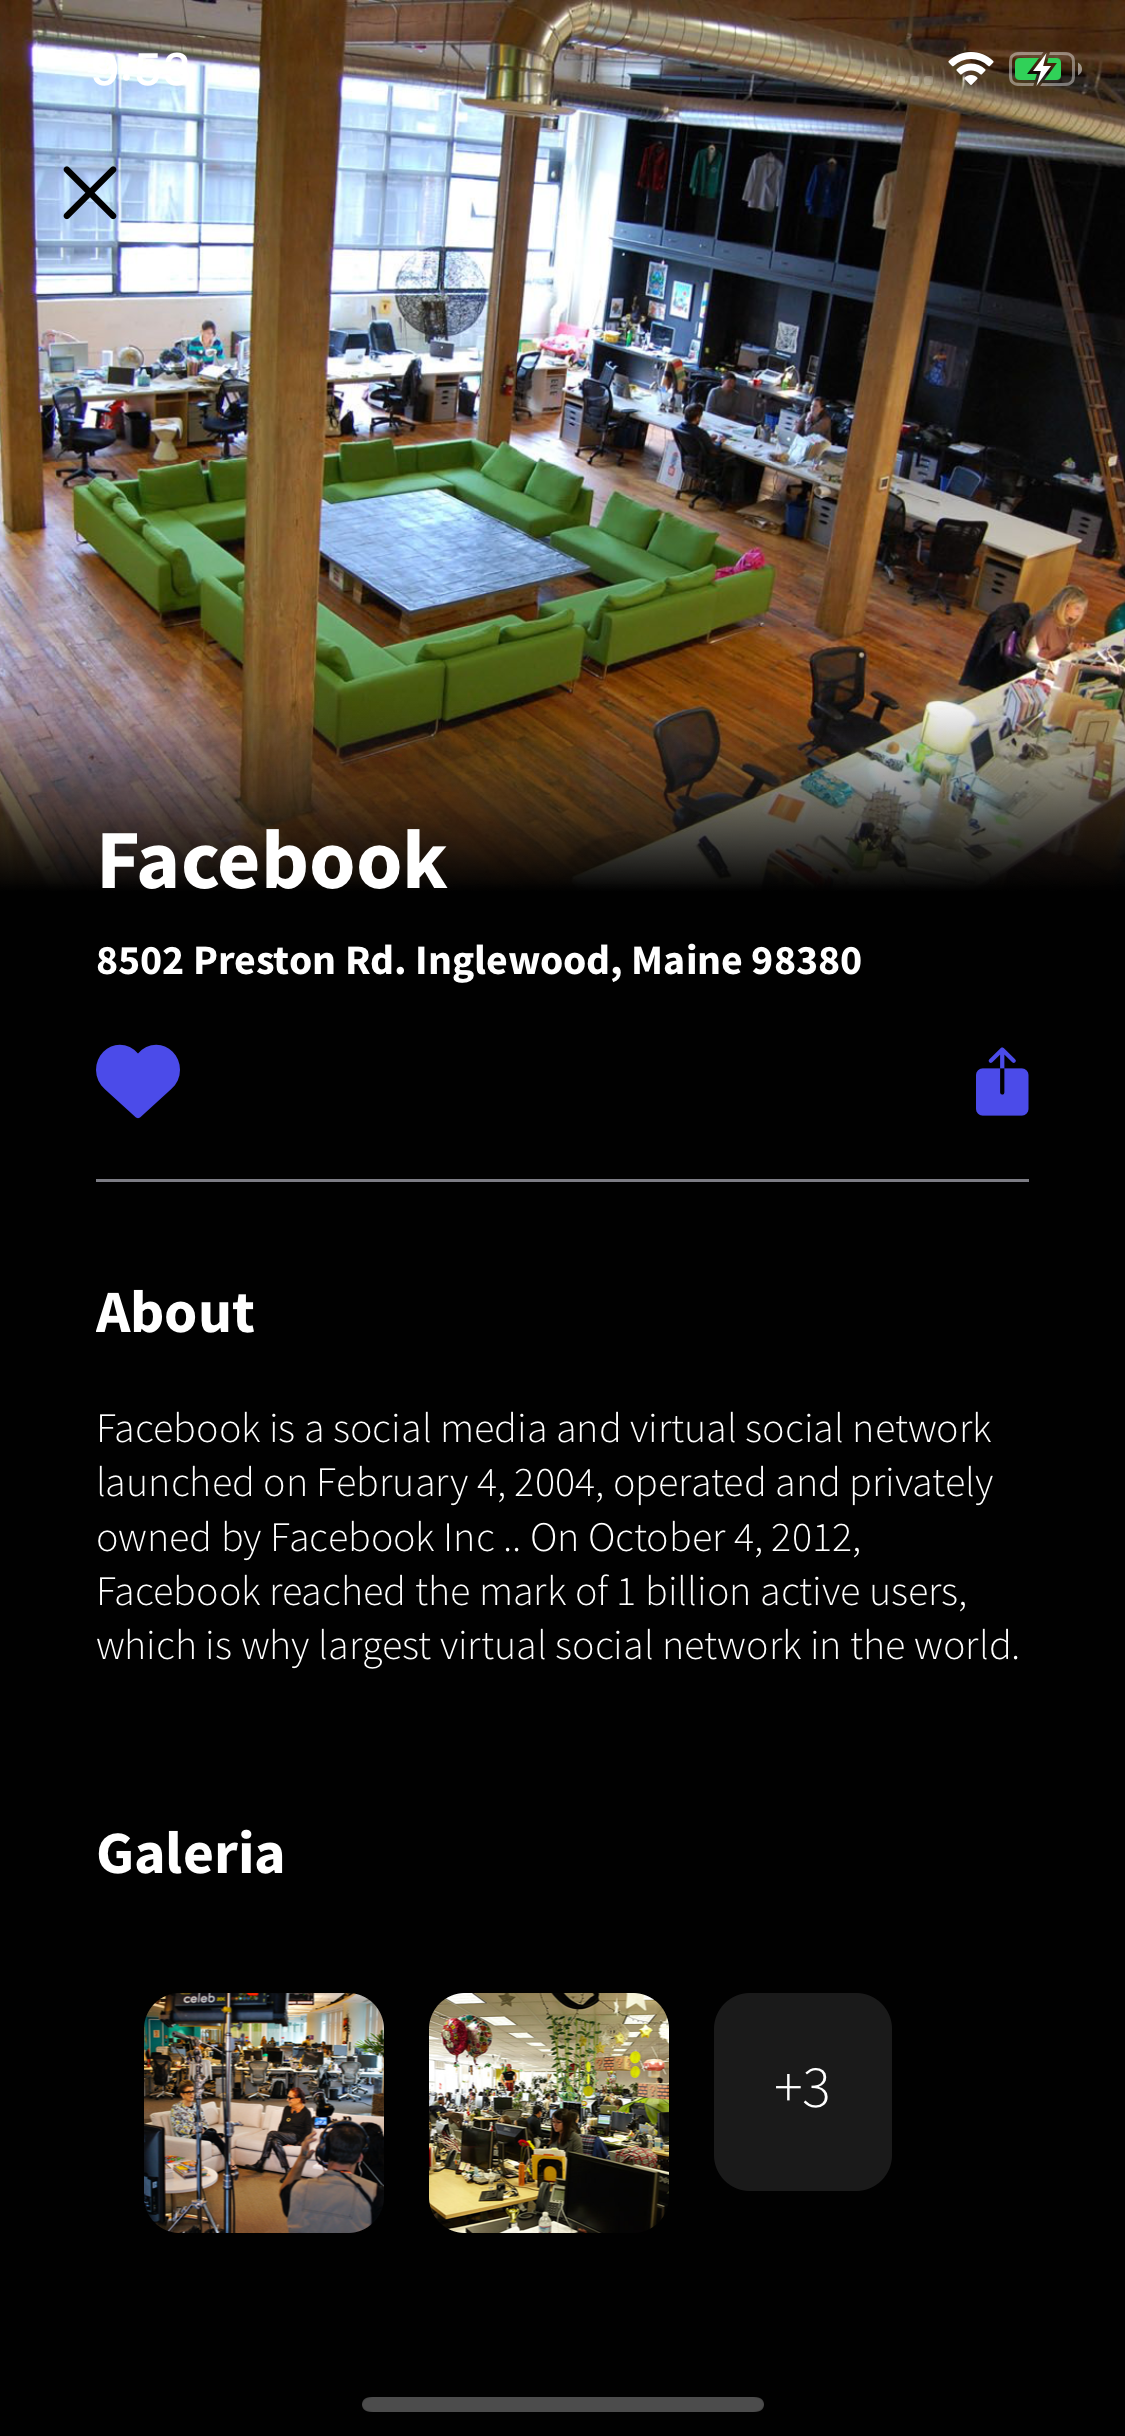 Facebook
8502 Preston Rd. Inglewood, Maine 98380
About
Facebook is a social media and virtual social network
launched on February 4, 2004, operated and privately
owned by Facebook Inc .. On October 4, 2012,
Facebook reached the mark of 1 billion active users,
which is why largest virtual social network in the world.
Galeria
celeb
+3